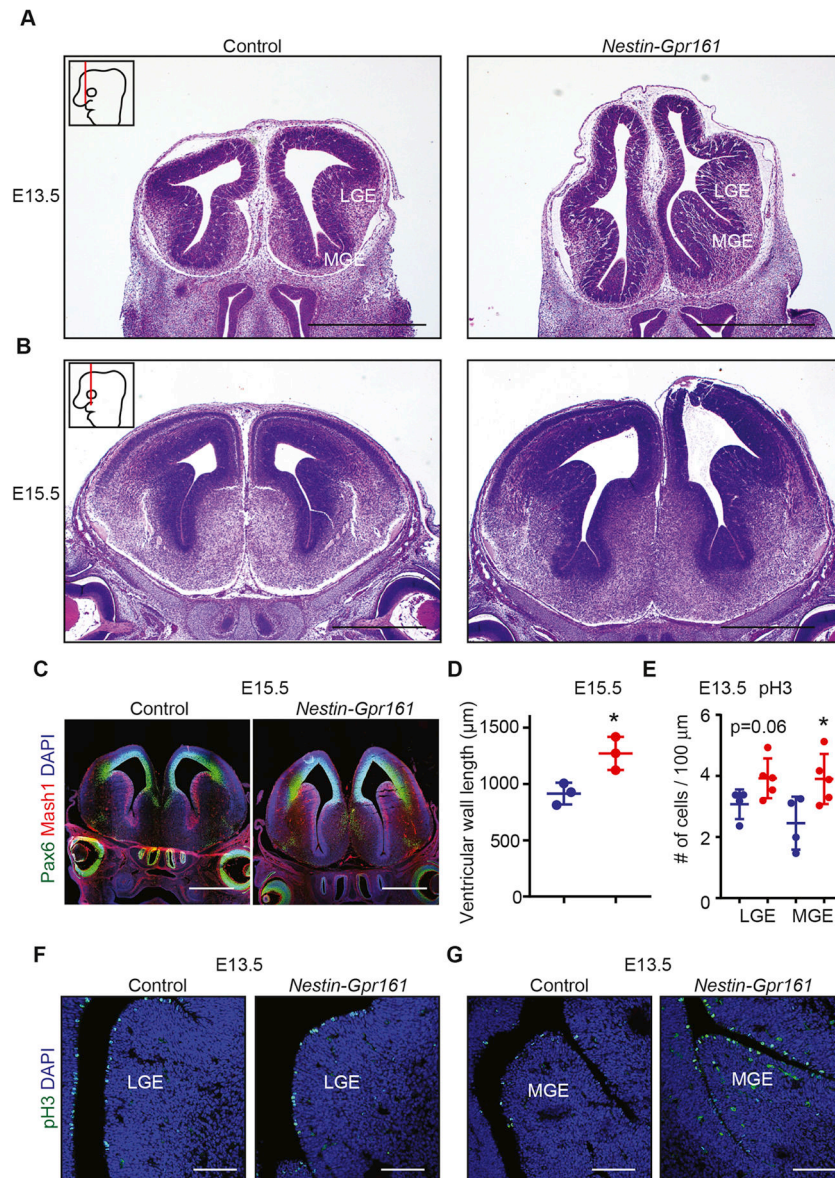 A
Control
Nestin-Gpr161
E13.5
LGE
MGE
LGE
MGE
B
E15.5
C
E15.5
Control
Nestin-Gpr161
Pax6 Mash1 DAPI
D
E15.5
Ventricular wall length (μm)
1500
1000
500
0
*
E
E13.5 pH3
# of cells / 100 μm
6
4
2
0
p=0.06
*
LGE
MGE
F
E13.5
Control
Nestin-Gpr161
pH3 DAPI
LGE
LGE
G
E13.5
Control
Nestin-Gpr161
MGE
MGE